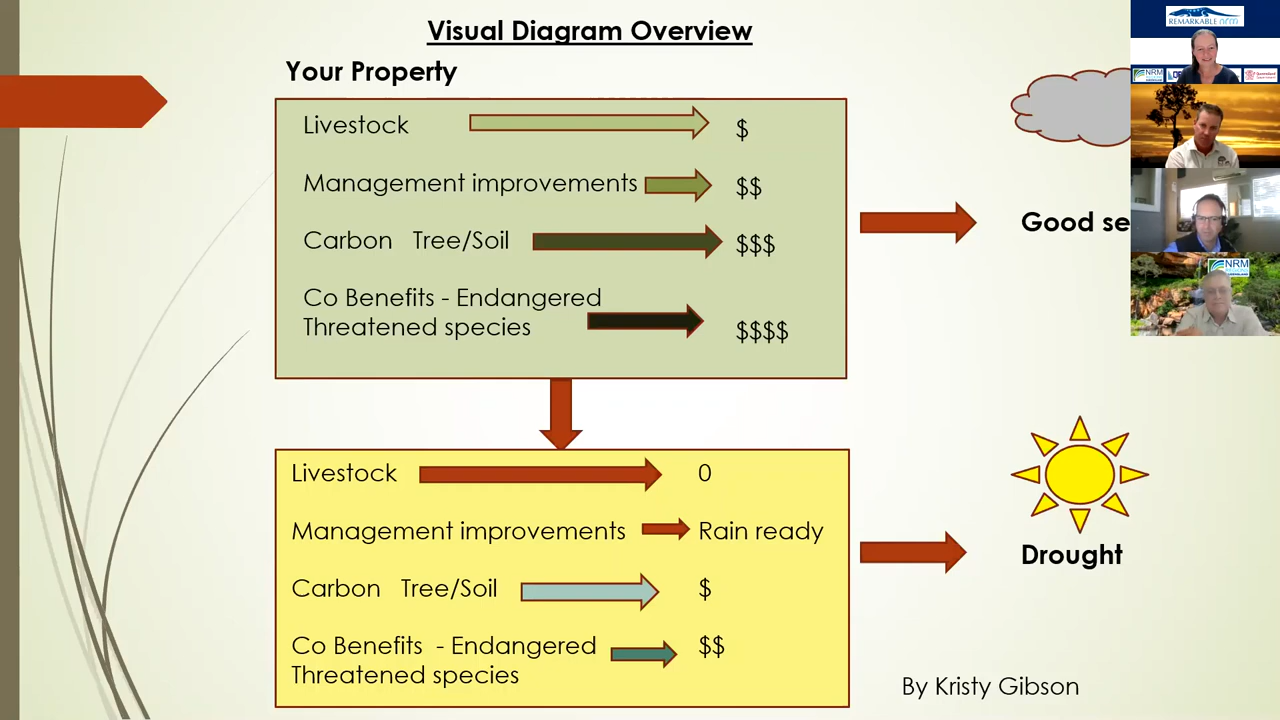 Visual Diagram Overview
Your Property
Livestock $
Management improvements $$
Carbon Tree/Soil $$$
Co Benefits - Endangered
Threatened species $$$$
Good se
Livestock 0
Management improvements Rain ready
Carbon Tree/Soil $
Co Benefits - Endangered $$
Threatened species
Drought
By Kristy Gibson
REMARKABLE nrm
NRM
NRM